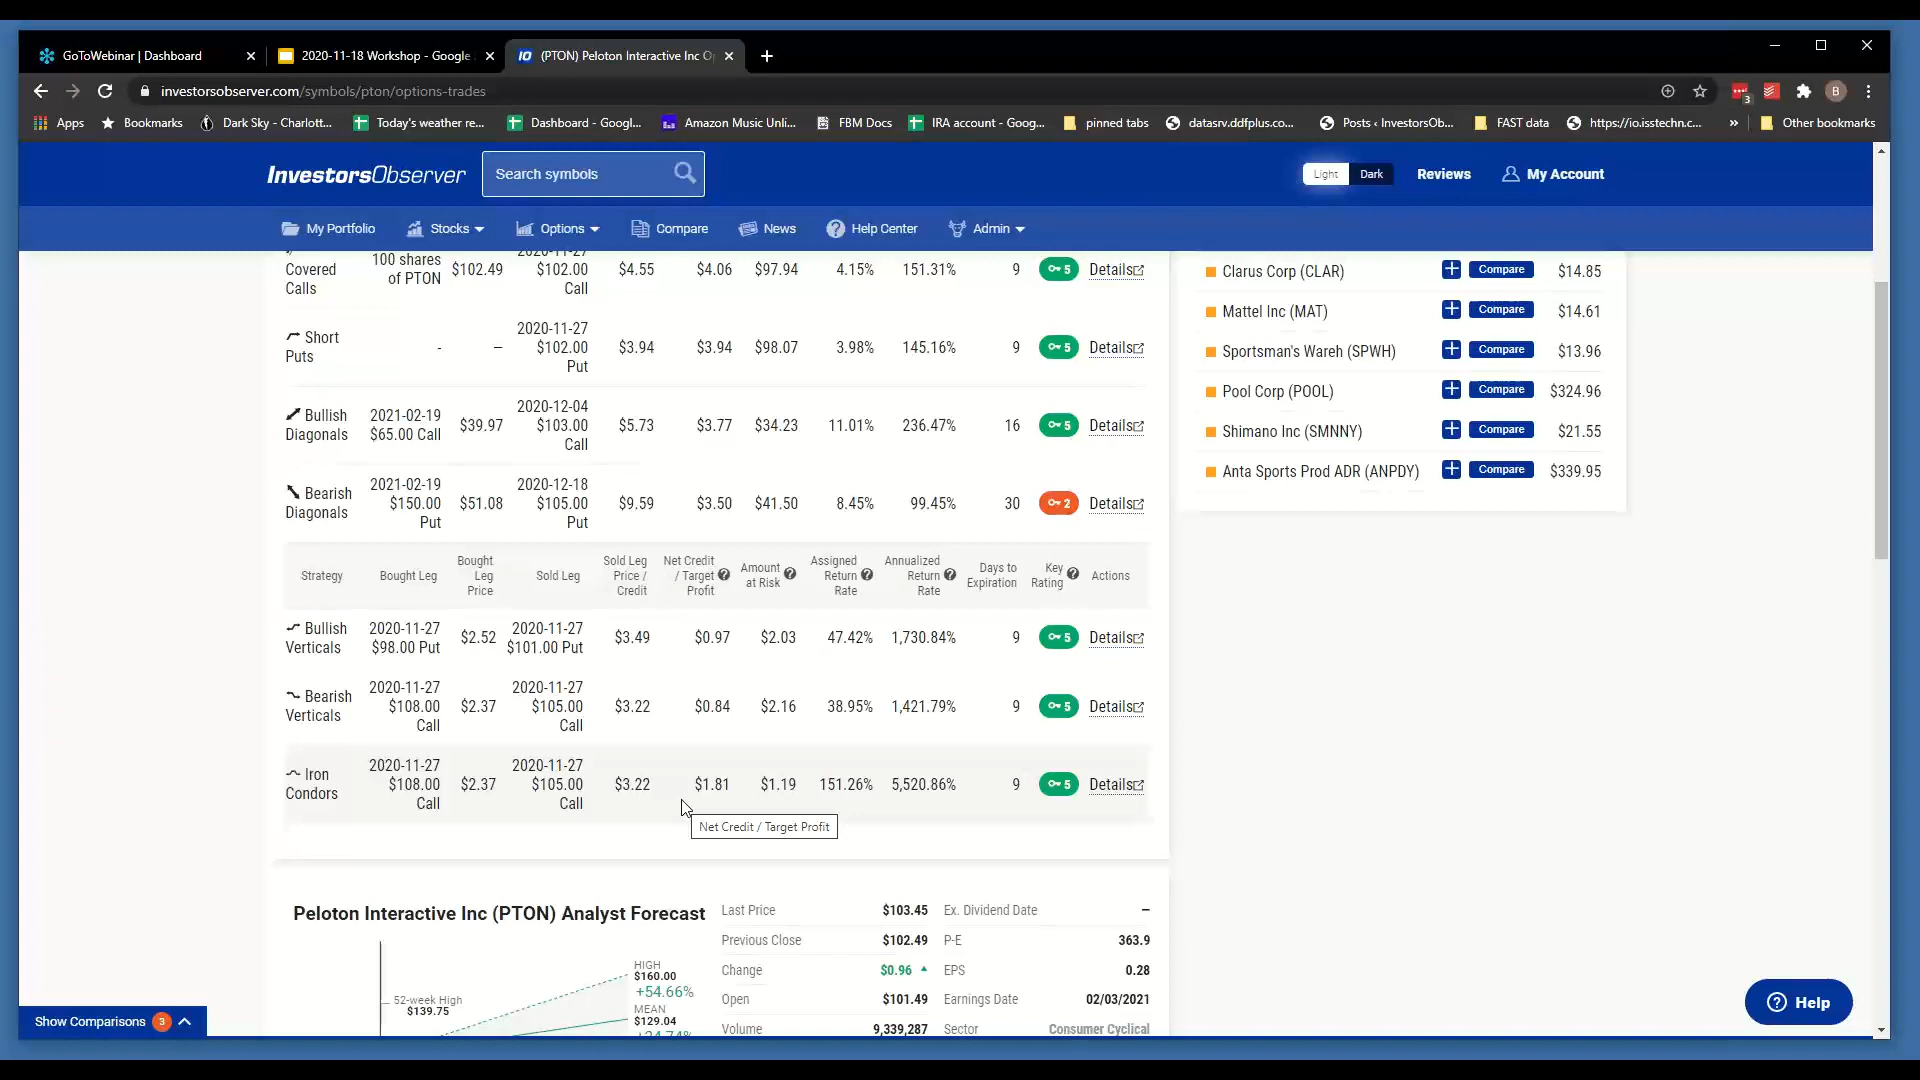 GoToWebinar | Dashboard
2020-11-18 Workshop - Google
IO (PTON) Peloton Interactive Inc O
investorsobserver.com/symbols/pton/options-trades
3
B
Apps
Bookmarks
Dark Sky - Charlott...
Today's weather re...
Dashboard - Googl...
Amazon Music Unli...
FBM Docs
IRA account - Goog...
pinned tabs
datasrv.ddfplus.co...
Posts ‹ InvestorsOb...
FAST data
https://io.isstechn.c...
»
Other bookmarks
InvestorsObserver
Search symbols
Light
Dark
Reviews
My Account
My Portfolio
Stocks
Options
Compare
News
Help Center
Admin
Covered Calls
100 shares of PTON
$102.49
2020-11-27 $102.00 Call
$4.55
$4.06
$97.94
4.15%
151.31%
9
5
Details
Short Puts
-
–
2020-11-27 $102.00 Put
$3.94
$3.94
$98.07
3.98%
145.16%
9
5
Details
Bullish Diagonals
2021-02-19 $65.00 Call
$39.97
2020-12-04 $103.00 Call
$5.73
$3.77
$34.23
11.01%
236.47%
16
5
Details
Bearish Diagonals
2021-02-19 $150.00 Put
$51.08
2020-12-18 $105.00 Put
$9.59
$3.50
$41.50
8.45%
99.45%
30
2
Details
Strategy
Bought Leg
Bought Leg Price
Sold Leg
Sold Leg Price / Credit
Net Credit / Target Profit
Amount at Risk
Assigned Return Rate
Annualized Return Rate
Days to Expiration
Key Rating
Actions
Bullish Verticals
2020-11-27 $98.00 Put
$2.52
2020-11-27 $101.00 Put
$3.49
$0.97
$2.03
47.42%
1,730.84%
9
5
Details
Bearish Verticals
2020-11-27 $108.00 Call
$2.37
2020-11-27 $105.00 Call
$3.22
$0.84
$2.16
38.95%
1,421.79%
9
5
Details
Iron Condors
2020-11-27 $108.00 Call
$2.37
2020-11-27 $105.00 Call
$3.22
$1.81
$1.19
151.26%
5,520.86%
9
5
Details
Net Credit / Target Profit
Clarus Corp (CLAR)
Compare
$14.85
Mattel Inc (MAT)
Compare
$14.61
Sportsman's Wareh (SPWH)
Compare
$13.96
Pool Corp (POOL)
Compare
$324.96
Shimano Inc (SMNNY)
Compare
$21.55
Anta Sports Prod ADR (ANPDY)
Compare
$339.95
Peloton Interactive Inc (PTON) Analyst Forecast
HIGH
$160.00
+54.66%
MEAN
$129.04
+24.74%
52-week High
$139.75
Last Price
$103.45
Ex. Dividend Date
–
Previous Close
$102.49
P-E
363.9
Change
$0.96
EPS
0.28
Open
$101.49
Earnings Date
02/03/2021
Volume
9,339,287
Sector
Consumer Cyclical
Show Comparisons 3
Help